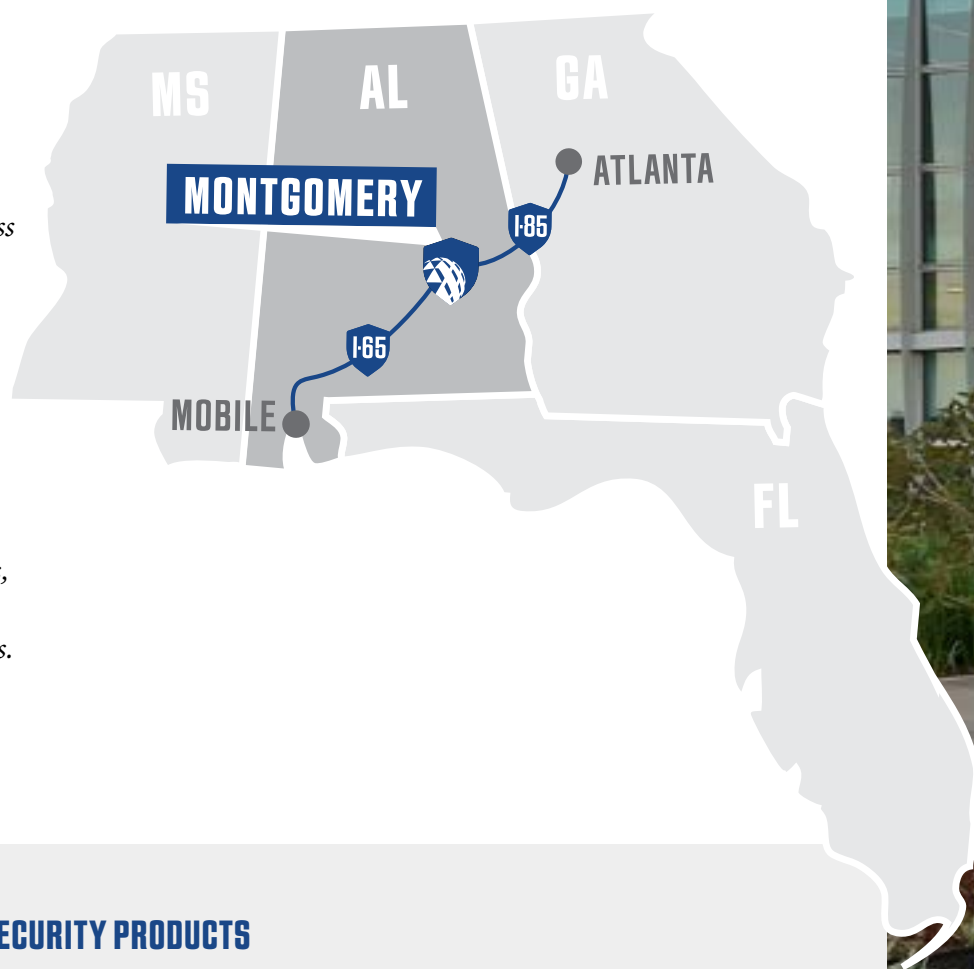 MS
AL
GA
ATLANTA
MONTGOMERY
I-85
I-65
MOBILE
FL
ECURITY PRODUCTS